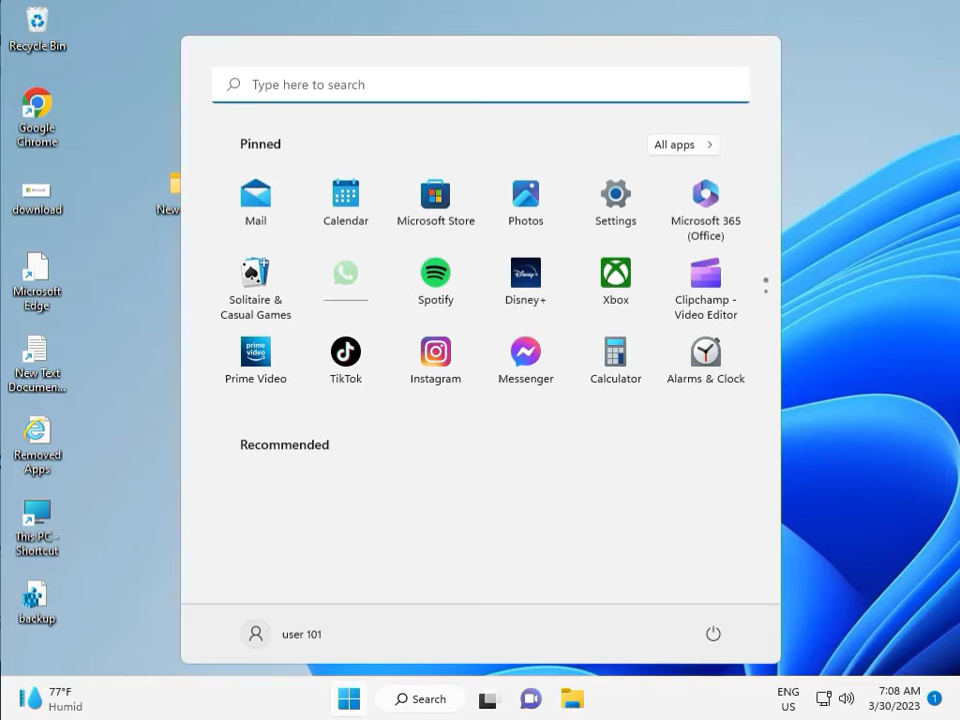 Recycle Bin
Google
Chrome
download
New
Microsoft
Edge
New Text
Documen...
Removed
Apps
This PC -
Shortcut
backup
Type here to search
Pinned
All apps
Mail
Calendar
Microsoft Store
Photos
Settings
Microsoft 365
(Office)
Solitaire &
Casual Games
Spotify
Disney+
Disney+
Xbox
Clipchamp -
Video Editor
prime
video
Prime Video
TikTok
Instagram
Messenger
Calculator
Alarms & Clock
Recommended
user 101
77°F
Humid
Search
ENG
US
7:08 AM
3/30/2023
1